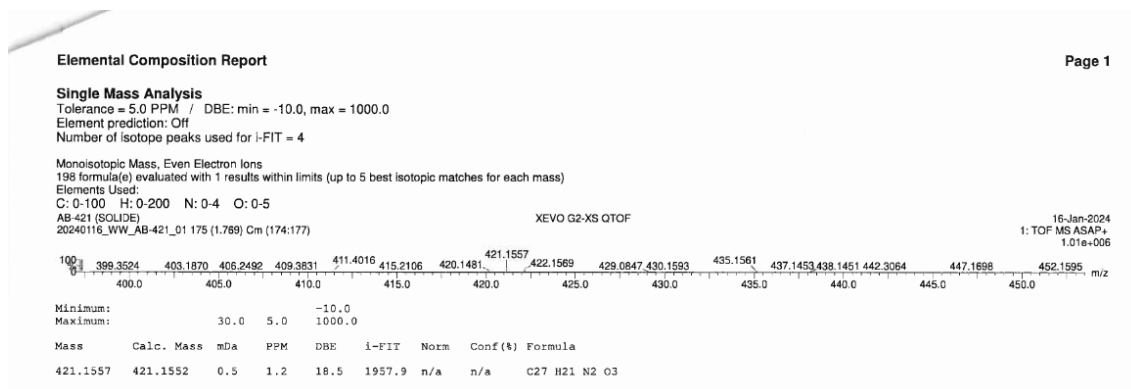 Elemental Composition Report Page 1
Single Mass Analysis
Tolerance = 5.0 PPM / DBE: min = -10.0, max = 1000.0
Element prediction: Off
Number of isotope peaks used for i-FIT = 4
Monoisotopic Mass, Even Electron Ions
198 formula(e) evaluated with 1 results within limits (up to 5 best isotopic matches for each mass)
Elements Used:
C: 0-100 H: 0-200 N: 0-4 O: 0-5
AB-421 (SOLIDE) XEVO G2-XS QTOF 16-Jan-2024
20240116_WW_AB-421_01 175 (1.769) Cm (174:177) 1: TOF MS ASAP+
1.01e+006
100 399.3524 403.1870 406.2492 409.3831 411.4016 415.2106 420.1481 421.1557 422.1569 429.0847 430.1593 435.1561 437.1453 438.1451 442.3064 447.1698 452.1595 m/z
400.0 405.0 410.0 415.0 420.0 425.0 430.0 435.0 440.0 445.0 450.0
Minimum: -10.0
Maximum: 30.0 5.0 1000.0
Mass Calc. Mass mDa PPM DBE i-FIT Norm Conf(%) Formula
421.1557 421.1552 0.5 1.2 18.5 1957.9 n/a n/a C27 H21 N2 O3